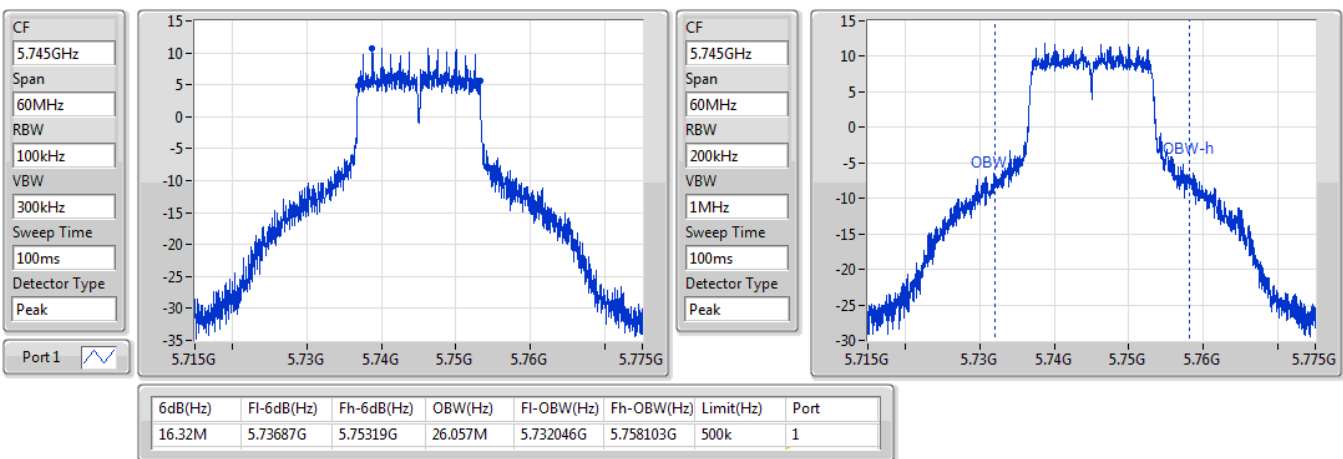 CF
5.745GHz
Span
60MHz
RBW
100kHz
VBW
300kHz
Sweep Time
100ms
Detector Type
Peak
Port 1
15
10
5
0
-5
-10
-15
-20
-25
-30
-35
5.715G 5.73G 5.74G 5.75G 5.76G 5.775G
CF
5.745GHz
Span
60MHz
RBW
200kHz
VBW
1MHz
Sweep Time
100ms
Detector Type
Peak
15
10
5
0
-5
-10
-15
-20
-25
-30
OBW
OBW-h
5.715G 5.73G 5.74G 5.75G 5.76G 5.775G
6dB(Hz) Fl-6dB(Hz) Fh-6dB(Hz) OBW(Hz) Fl-OBW(Hz) Fh-OBW(Hz) Limit(Hz) Port
16.32M 5.73687G 5.75319G 26.057M 5.732046G 5.758103G 500k 1